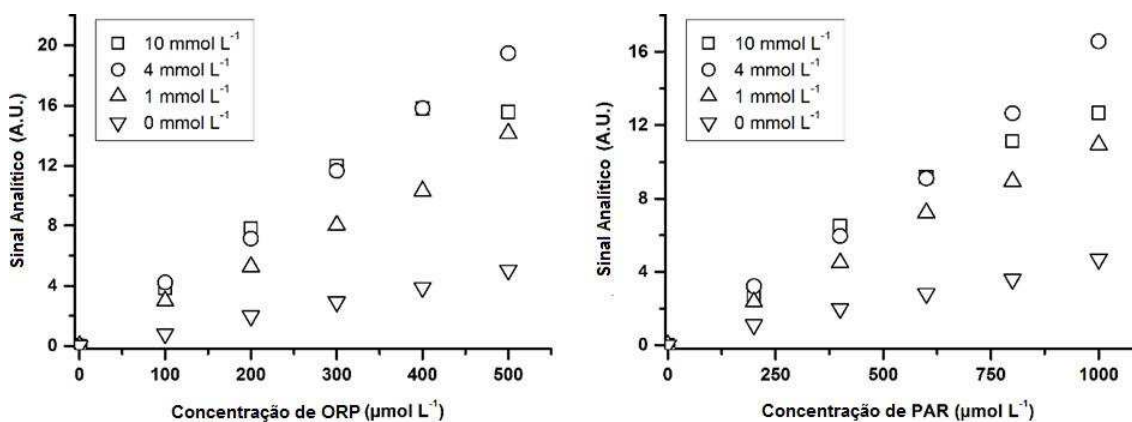 20
16
12
8
4
0
Sinal Analítico (A.U.)
10 mmol L⁻¹
4 mmol L⁻¹
1 mmol L⁻¹
0 mmol L⁻¹
0 100 200 300 400 500
Concentração de ORP (µmol L⁻¹)
16
12
8
4
0
Sinal Analítico (A.U.)
10 mmol L⁻¹
4 mmol L⁻¹
1 mmol L⁻¹
0 mmol L⁻¹
0 250 500 750 1000
Concentração de PAR (µmol L⁻¹)